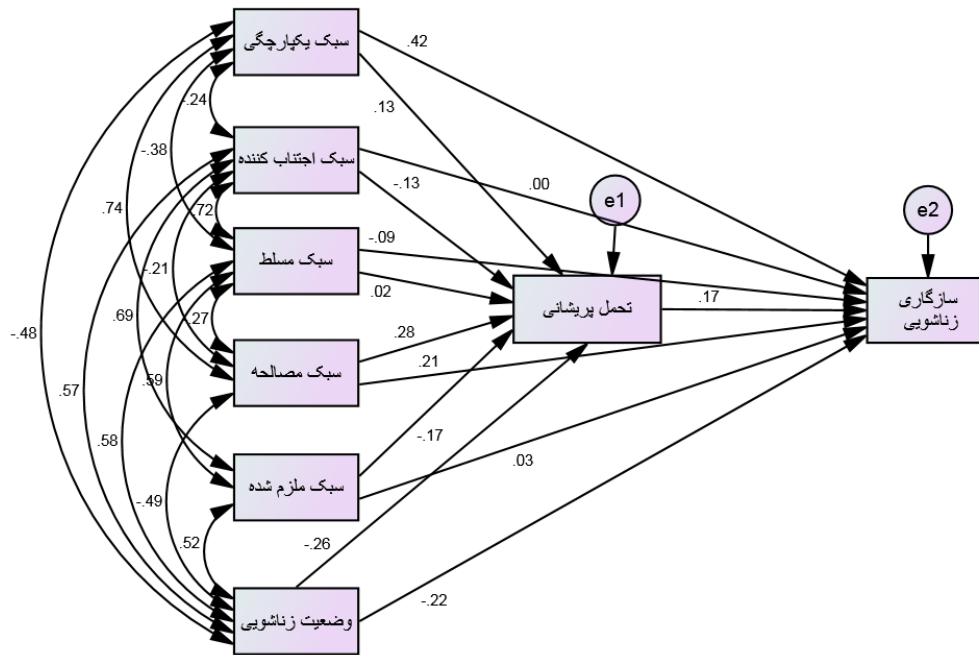 سبک یکپارچگی
.42
.13
-.24
-.38
سبک اجتناب کننده
.00
-.13
e1
e2
.74
.72
-.21
سبک مسلط
-.09
.02
تحمل پریشانی
.17
سازگاری
زناشویی
.69
.27
-.48
.28
.21
سبک مصالحه
.59
.57
.58
-.17
.03
سبک ملزم شده
-.49
.52
-.26
-.22
وضعیت زناشویی